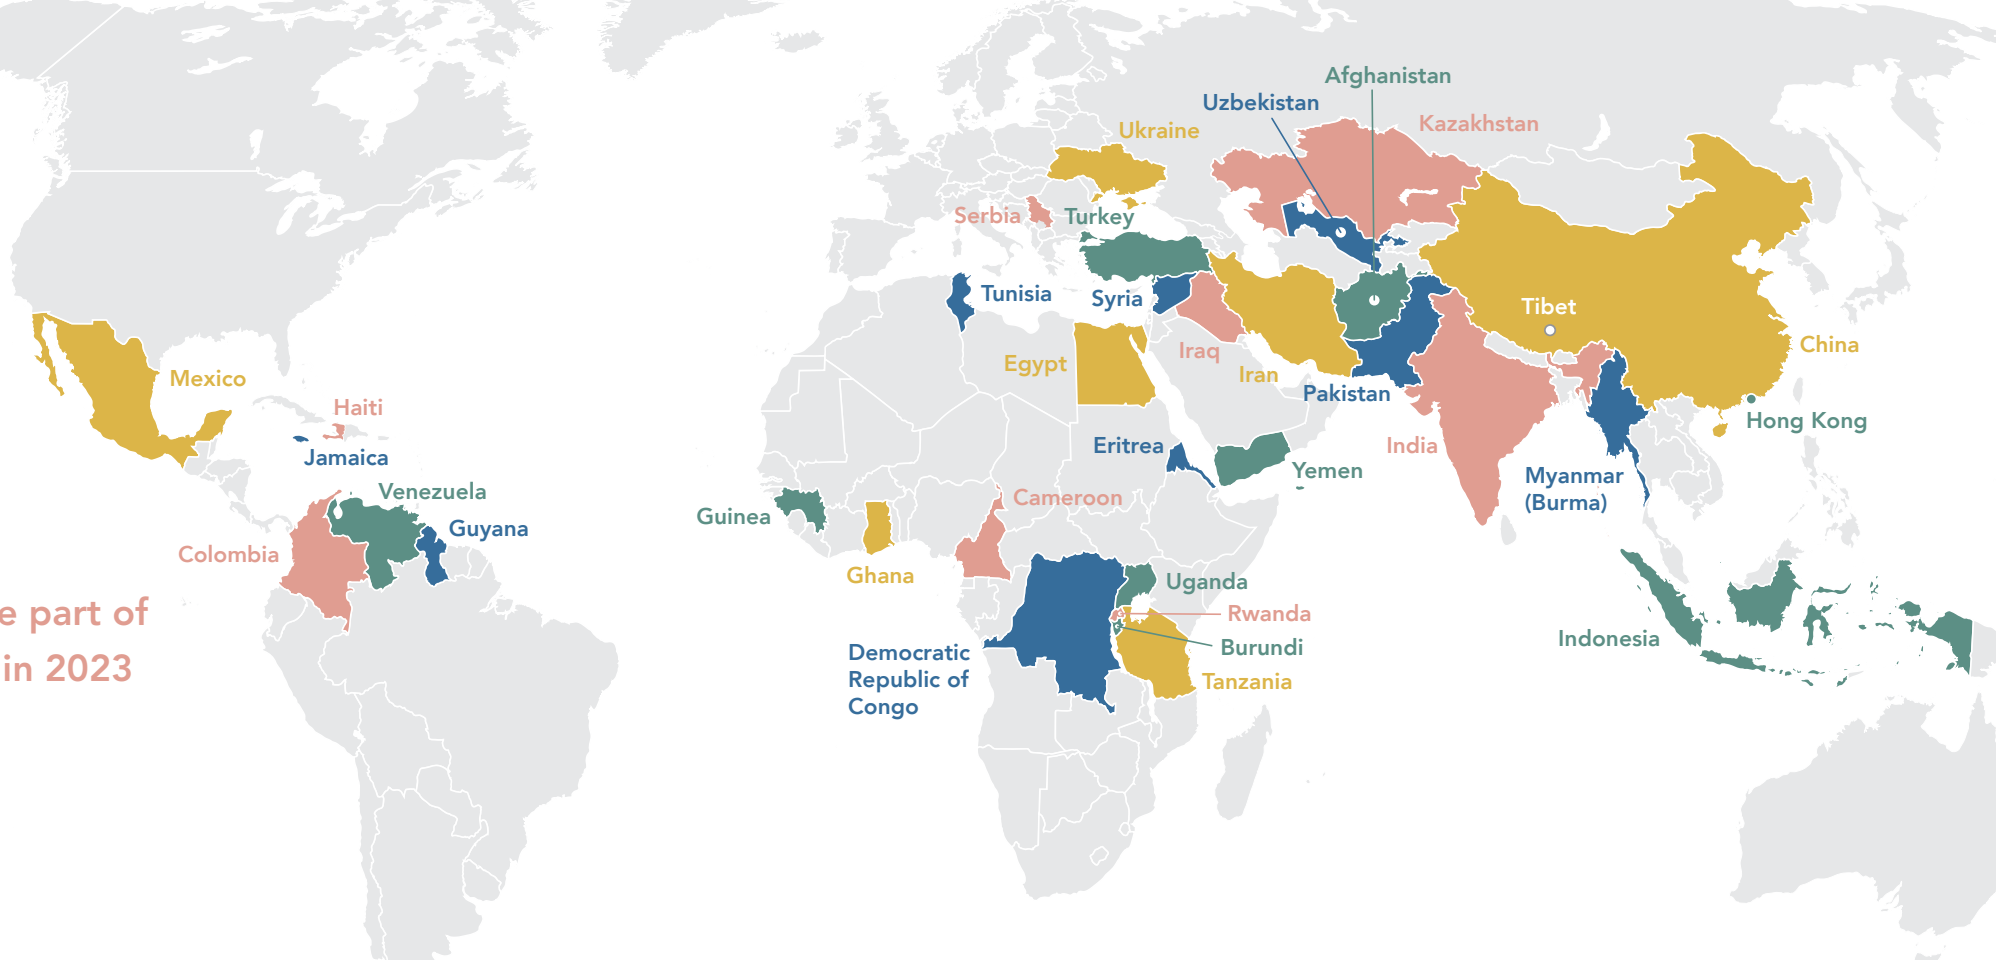 Afghanistan
Uzbekistan
Kazakhstan
Ukraine
Serbia
Turkey
Tunisia
Syria
Tibet
China
Egypt
Iraq
Iran
Pakistan
Mexico
Haiti
Jamaica
Hong Kong
India
Eritrea
Yemen
Myanmar
(Burma)
Venezuela
Cameroon
Guinea
Guyana
Colombia
Ghana
Uganda
e part of
in 2023
Rwanda
Burundi
Indonesia
Democratic
Republic of
Congo
Tanzania